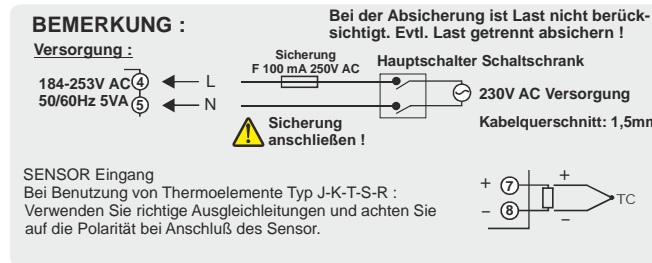 BEMERKUNG :
Bei der Absicherung ist Last nicht berück-
sichtigt. Evtl. Last getrennt absichern !
Versorgung :
Sicherung
F 100 mA 250V AC
Hauptschalter Schaltschrank
184-253V AC 4 L
50/60Hz 5VA 5 N
230V AC Versorgung
Sicherung
anschließen !
Kabelquerschnitt: 1,5m
SENSOR Eingang
Bei Benutzung von Thermoelemente Typ J-K-T-S-R :
Verwenden Sie richtige Ausgleichleitungen und achten Sie
auf die Polarität bei Anschluß des Sensor.
+ 7 +
TC
– 8 –